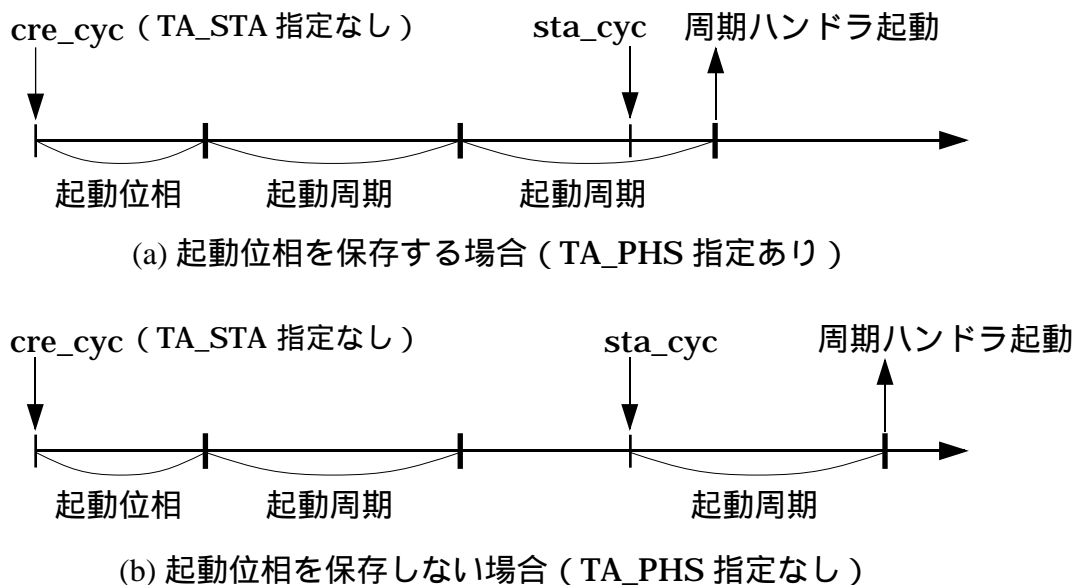 cre_cyc（TA_STA 指定なし） sta_cyc 周期ハンドラ起動
起動位相 起動周期 起動周期
(a) 起動位相を保存する場合（TA_PHS 指定あり）
cre_cyc（TA_STA 指定なし） sta_cyc 周期ハンドラ起動
起動位相 起動周期 起動周期
(b) 起動位相を保存しない場合（TA_PHS 指定なし）